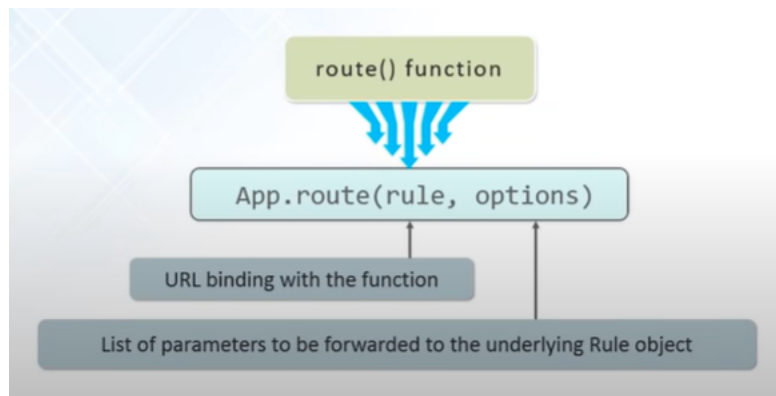 route() function
App.route(rule, options)
URL binding with the function
List of parameters to be forwarded to the underlying Rule object